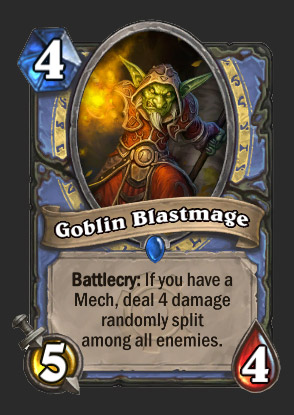 4
Goblin Blastmage
Battlecry: If you have a
Mech, deal 4 damage
randomly split
among all enemies.
5
4